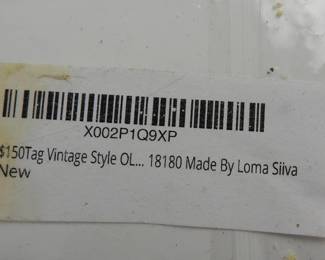 X002P1Q9XP
$150Tag Vintage Style OL... 18180 Made By Loma Siiva
New